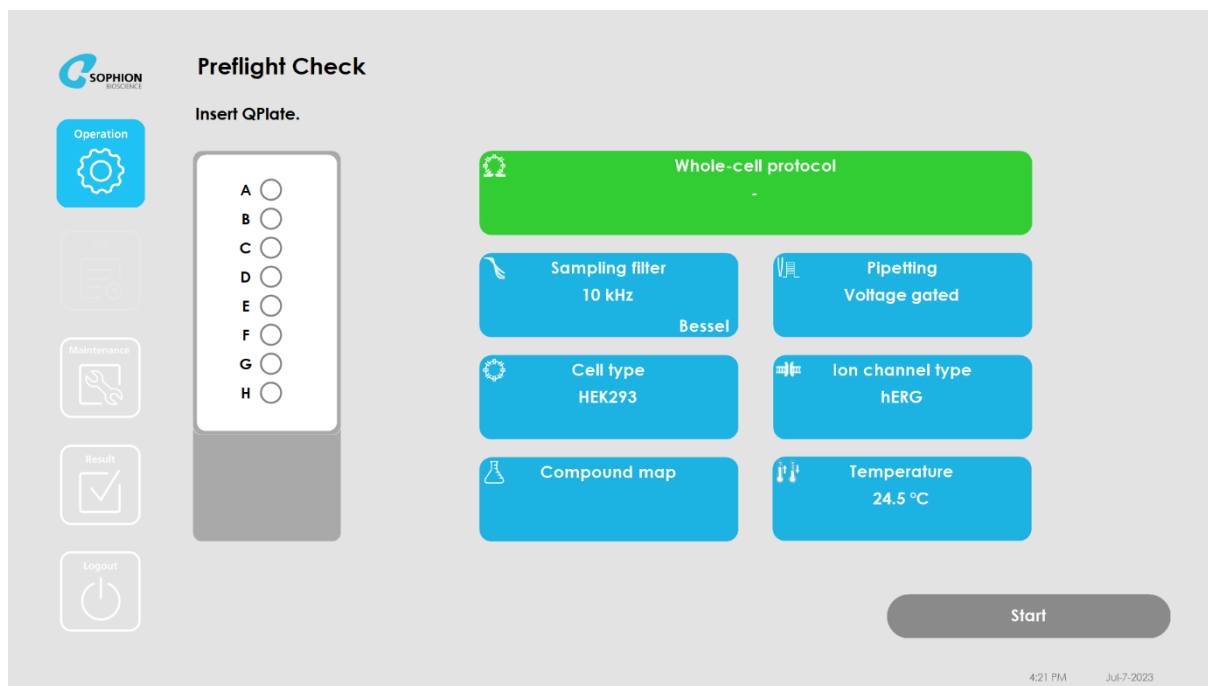 SOPHION
BIOSCIENCE
Preflight Check
Insert QPlate.
Operation
Maintenance
Result
Logout
A
B
C
D
E
F
G
H
Whole-cell protocol
-
Sampling filter
10 kHz
Bessel
Pipetting
Voltage gated
Cell type
HEK293
Ion channel type
hERG
Compound map
Temperature
24.5 °C
Start
4:21 PM Jul-7-2023